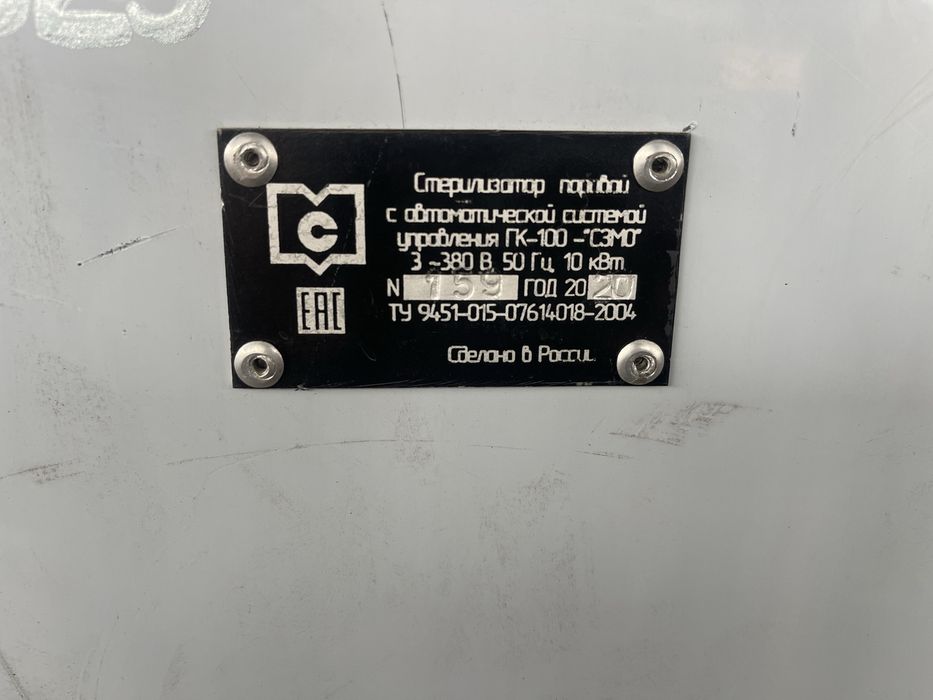 С
Стерилизатор паровой
с автоматической системой
управления ГК-100 -"СЗМО"
3 ~380 В, 50 Гц, 10 кВт
N 159 ГОД 2020
EAC
ТУ 9451-015-07614018-2004
Сделано в России.